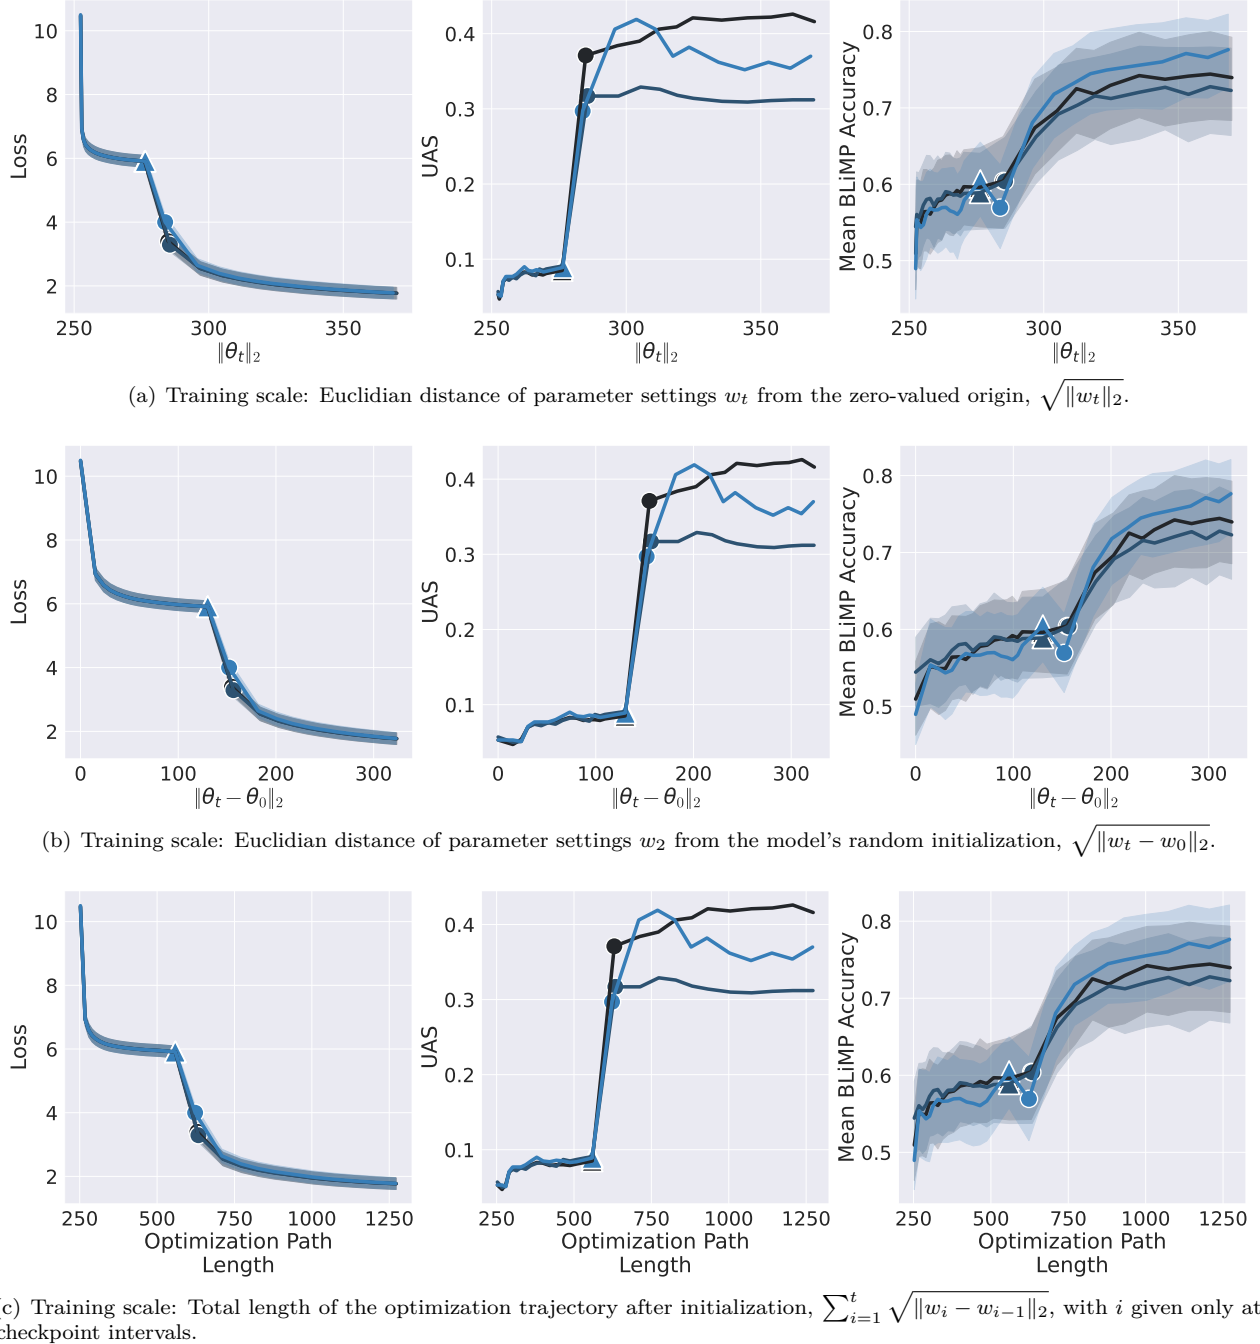 10
8
6
4
2
Loss
250 300 350
‖θt‖2
0.4
0.3
0.2
0.1
UAS
250 300 350
‖θt‖2
0.8
0.7
0.6
0.5
Mean BLiMP Accuracy
250 300 350
‖θt‖2
(a) Training scale: Euclidian distance of parameter settings wt from the zero-valued origin, √‖wt‖2.
10
8
6
4
2
Loss
0 100 200 300
‖θt − θ0‖2
0.4
0.3
0.2
0.1
UAS
0 100 200 300
‖θt − θ0‖2
0.8
0.7
0.6
0.5
Mean BLiMP Accuracy
0 100 200 300
‖θt − θ0‖2
(b) Training scale: Euclidian distance of parameter settings w2 from the model's random initialization, √‖wt − w0‖2.
10
8
6
4
2
Loss
250 500 750 1000 1250
Optimization Path
Length
0.4
0.3
0.2
0.1
UAS
250 500 750 1000 1250
Optimization Path
Length
0.8
0.7
0.6
0.5
Mean BLiMP Accuracy
250 500 750 1000 1250
Optimization Path
Length
c) Training scale: Total length of the optimization trajectory after initialization, ∑ti=1 √‖wi − wi−1‖2, with i given only at
checkpoint intervals.